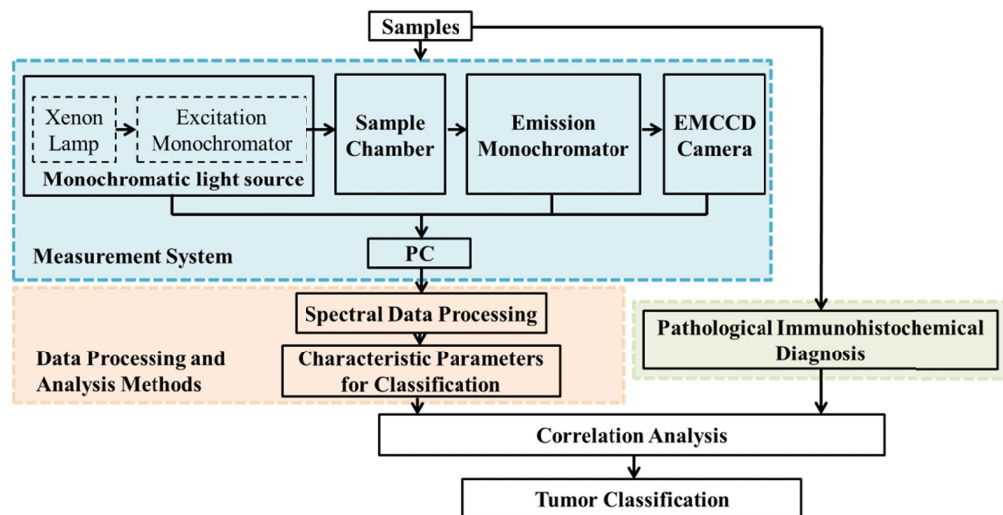 Samples
Xenon
Lamp
Excitation
Monochromator
Monochromatic light source
Sample
Chamber
Emission
Monochromator
EMCCD
Camera
PC
Measurement System
Spectral Data Processing
Characteristic Parameters
for Classification
Data Processing and
Analysis Methods
Pathological Immunohistochemical
Diagnosis
Correlation Analysis
Tumor Classification